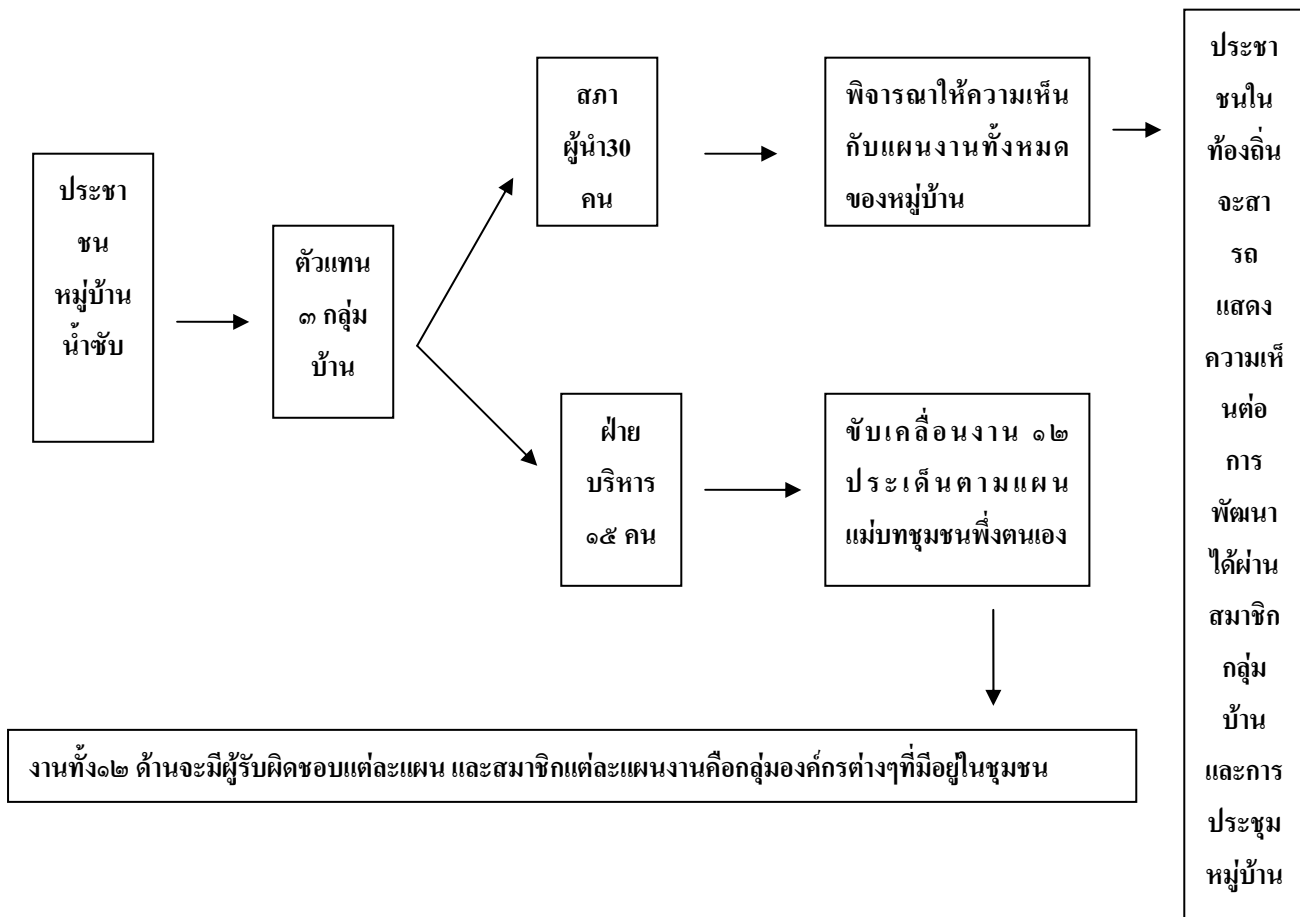 ประชา
ชน
หมู่บ้าน
น้ำซับ
ตัวแทน
๓ กลุ่ม
บ้าน
สภา
ผู้นำ30
คน
พิจารณาให้ความเห็น
กับแผนงานทั้งหมด
ของหมู่บ้าน
ฝ่าย
บริหาร
๑๕ คน
ขับเคลื่อนงาน ๑๒
ประเด็นตามแผน
แม่บทชุมชนพึ่งตนเอง
งานทั้ง๑๒ ด้านจะมีผู้รับผิดชอบแต่ละแผน และสมาชิกแต่ละแผนงานคือกลุ่มองค์กรต่างๆที่มีอยู่ในชุมชน
ประชา
ชนใน
ท้องถิ่น
จะสา
รถ
แสดง
ความเห็
นต่อ
การ
พัฒนา
ได้ผ่าน
สมาชิก
กลุ่ม
บ้าน
และการ
ประชุม
หมู่บ้าน